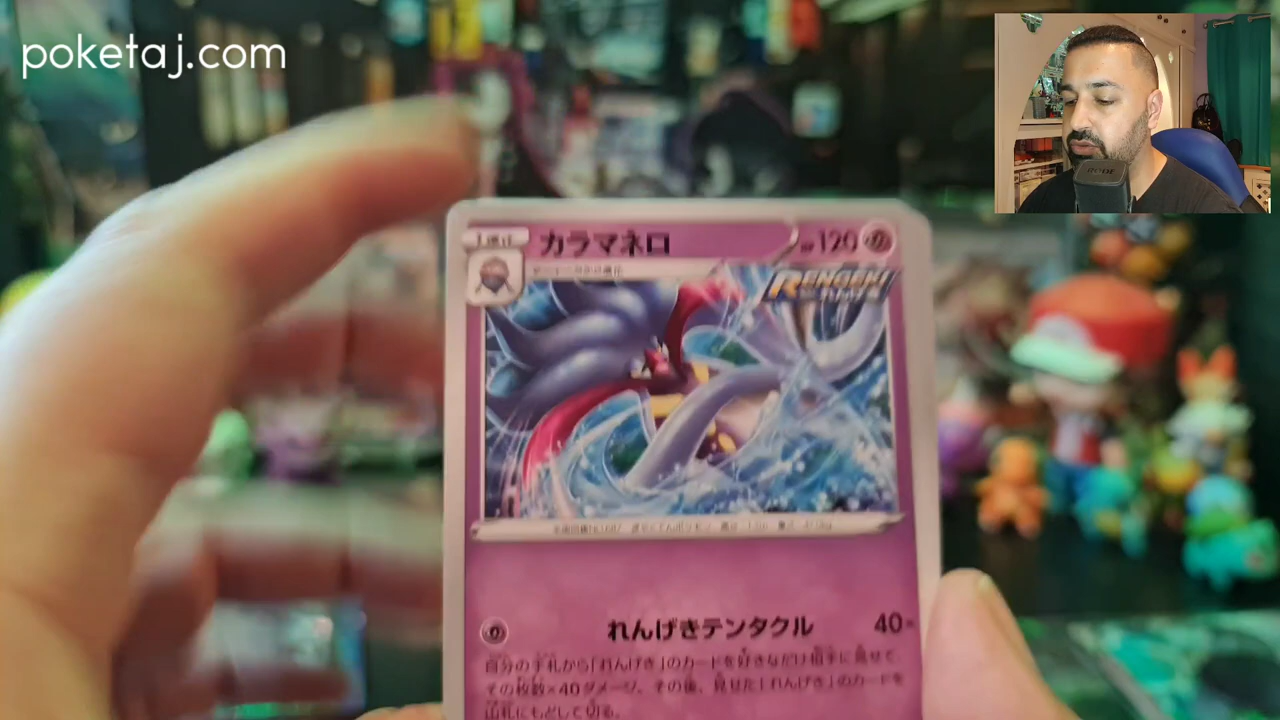 poketaj.com
RODE
1進化
カラマネロ
HP120
RENGEKI
れんげきテンタクル 40×
自分の手札から「れんげき」のカードを好きなだけ相手に見せて、
その枚数×40ダメージ。その後、見せた「れんげき」のカードを
山札にもどして切る。